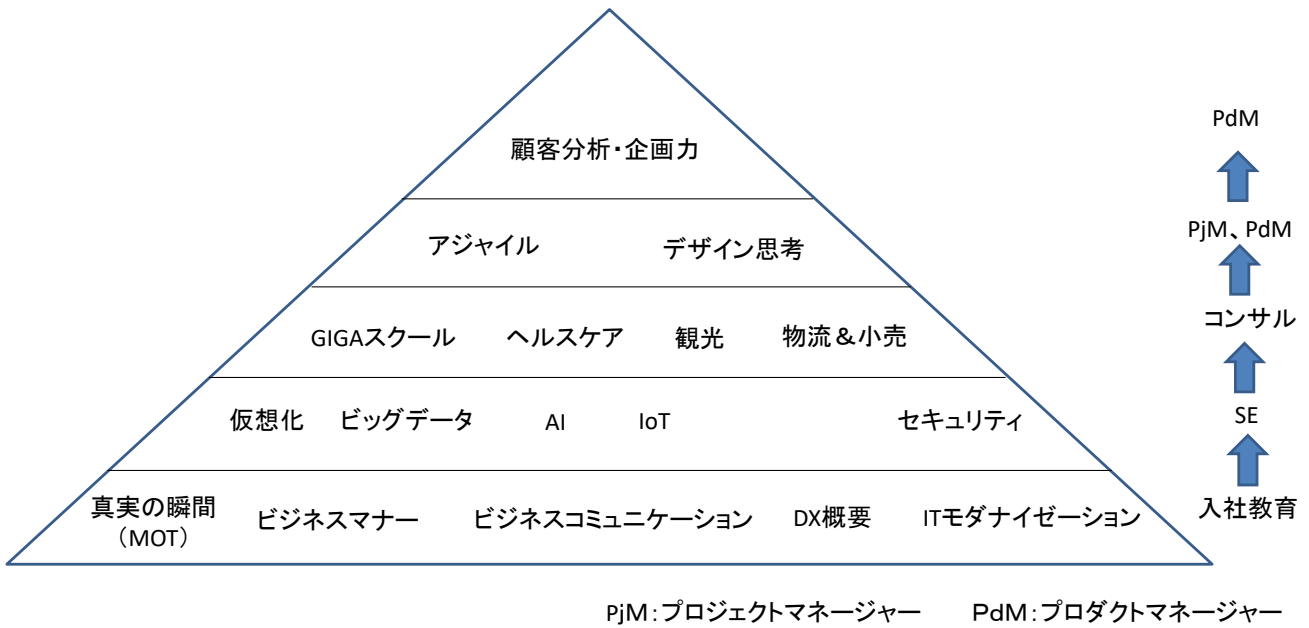 PdM
顧客分析・企画力
PjM、PdM
アジャイル　デザイン思考
コンサル
GIGAスクール　ヘルスケア　観光　物流＆小売
SE
仮想化　ビッグデータ　AI　IoT　セキュリティ
入社教育
真実の瞬間
（MOT）
ビジネスマナー　ビジネスコミュニケーション　DX概要　ITモダナイゼーション
PjM：プロジェクトマネージャー　PdM：プロダクトマネージャー